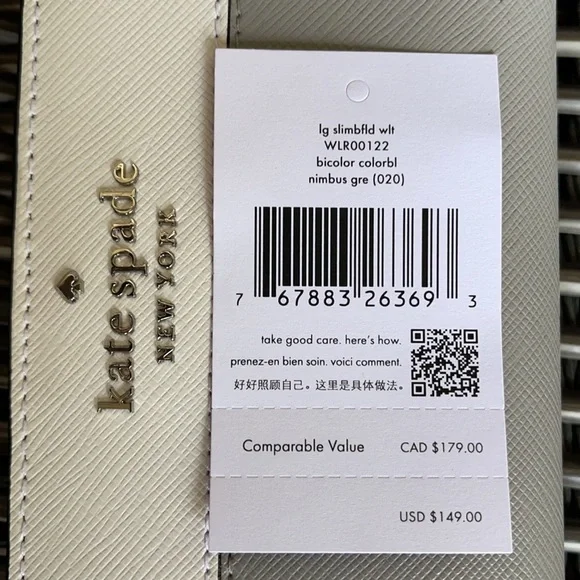 kate spade
NEW YORK
lg slimbfld wlt
WLR00122
bicolor colorbl
nimbus gre (020)
7 67883 26369 3
take good care. here's how.
prenez-en bien soin. voici comment.
好好照顾自己。这里是具体做法。
Comparable Value CAD $179.00
USD $149.00